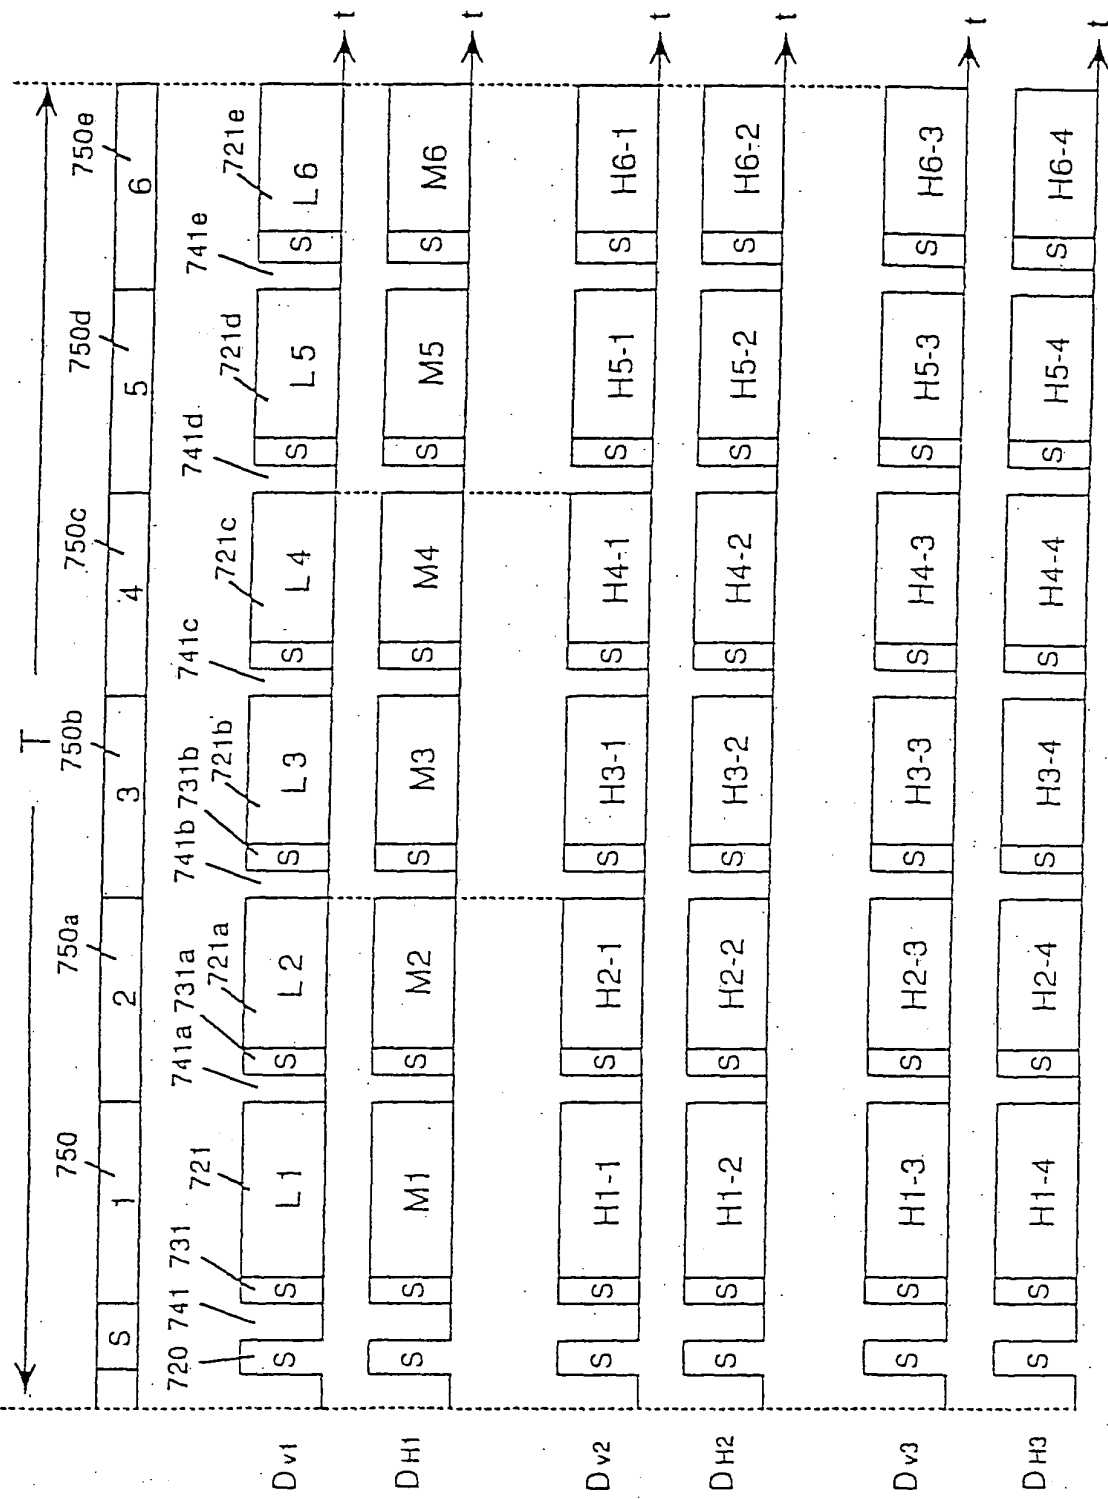 T
750 750a 750b 750c 750d 750e
S 1 2 3 4 5 6
720 741 731 721 741a 731a 721a 741b 731b 721b 741c 721c 741d 721d 741e 721e
Dv1 S S L1 S L2 S L3 S L4 S L5 S L6 t
DH1 S S M1 S M2 S M3 S M4 S M5 S M6 t
Dv2 S S H1-1 S H2-1 S H3-1 S H4-1 S H5-1 S H6-1 t
DH2 S S H1-2 S H2-2 S H3-2 S H4-2 S H5-2 S H6-2 t
Dv3 S S H1-3 S H2-3 S H3-3 S H4-3 S H5-3 S H6-3 t
DH3 S S H1-4 S H2-4 S H3-4 S H4-4 S H5-4 S H6-4 t